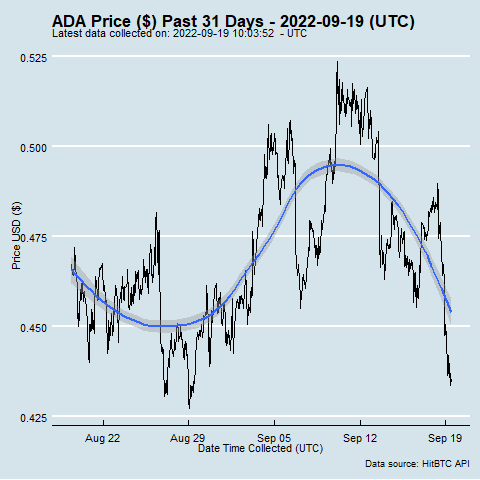 ADA Price ($) Past 31 Days - 2022-09-19 (UTC)
Latest data collected on: 2022-09-19 10:03:52 - UTC
0.525
0.500
0.475
0.450
0.425
Price USD ($)
Aug 22
Aug 29
Sep 05
Sep 12
Sep 19
Date Time Collected (UTC)
Data source: HitBTC API